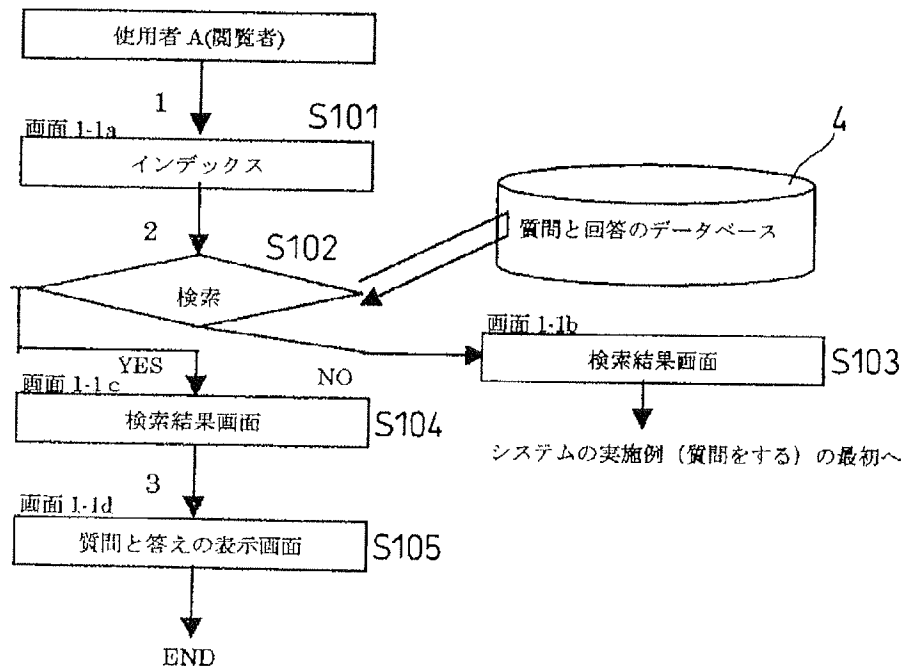 使用者 A(閲覧者)
1
S101
画面 1-1a
インデックス
4
質問と回答のデータベース
2
S102
検索
画面 1-1b
検索結果画面
S103
YES
NO
画面 1-1c
検索結果画面
S104
システムの実施例（質問をする）の最初へ
3
画面 1-1d
質問と答えの表示画面
S105
END